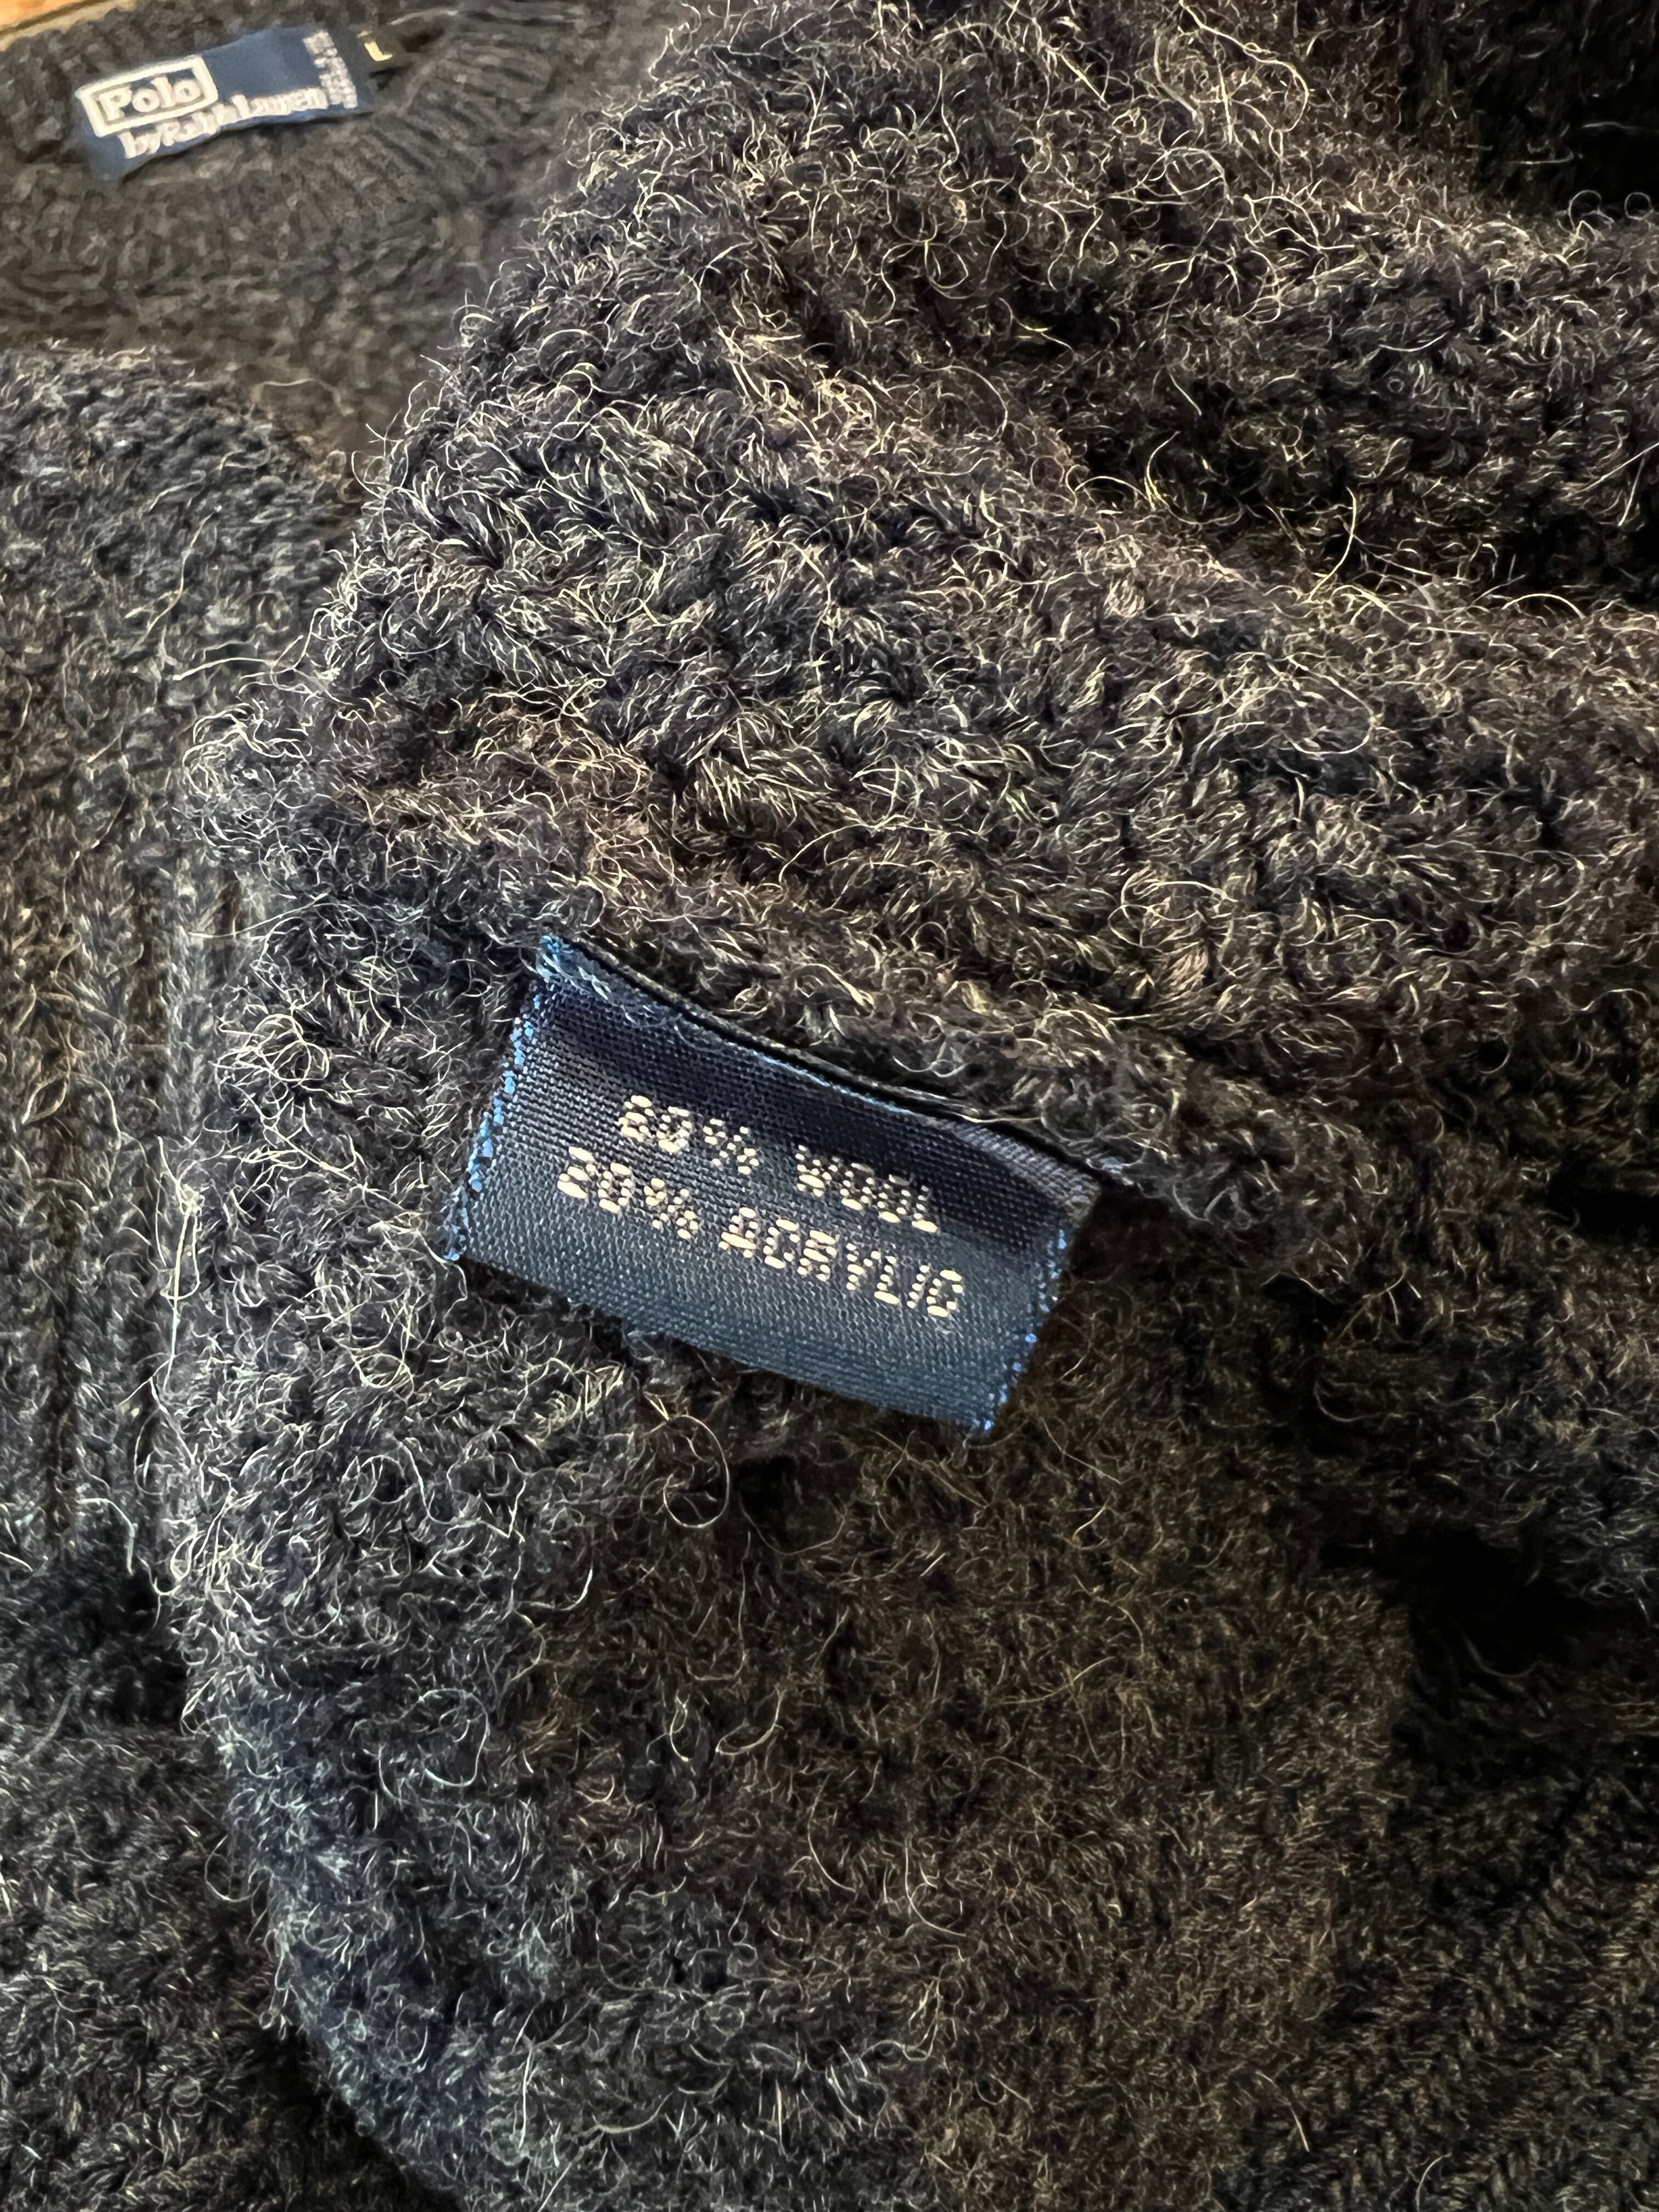 Polo
by Ralph Lauren
L
80% WOOL
20% ACRYLIC